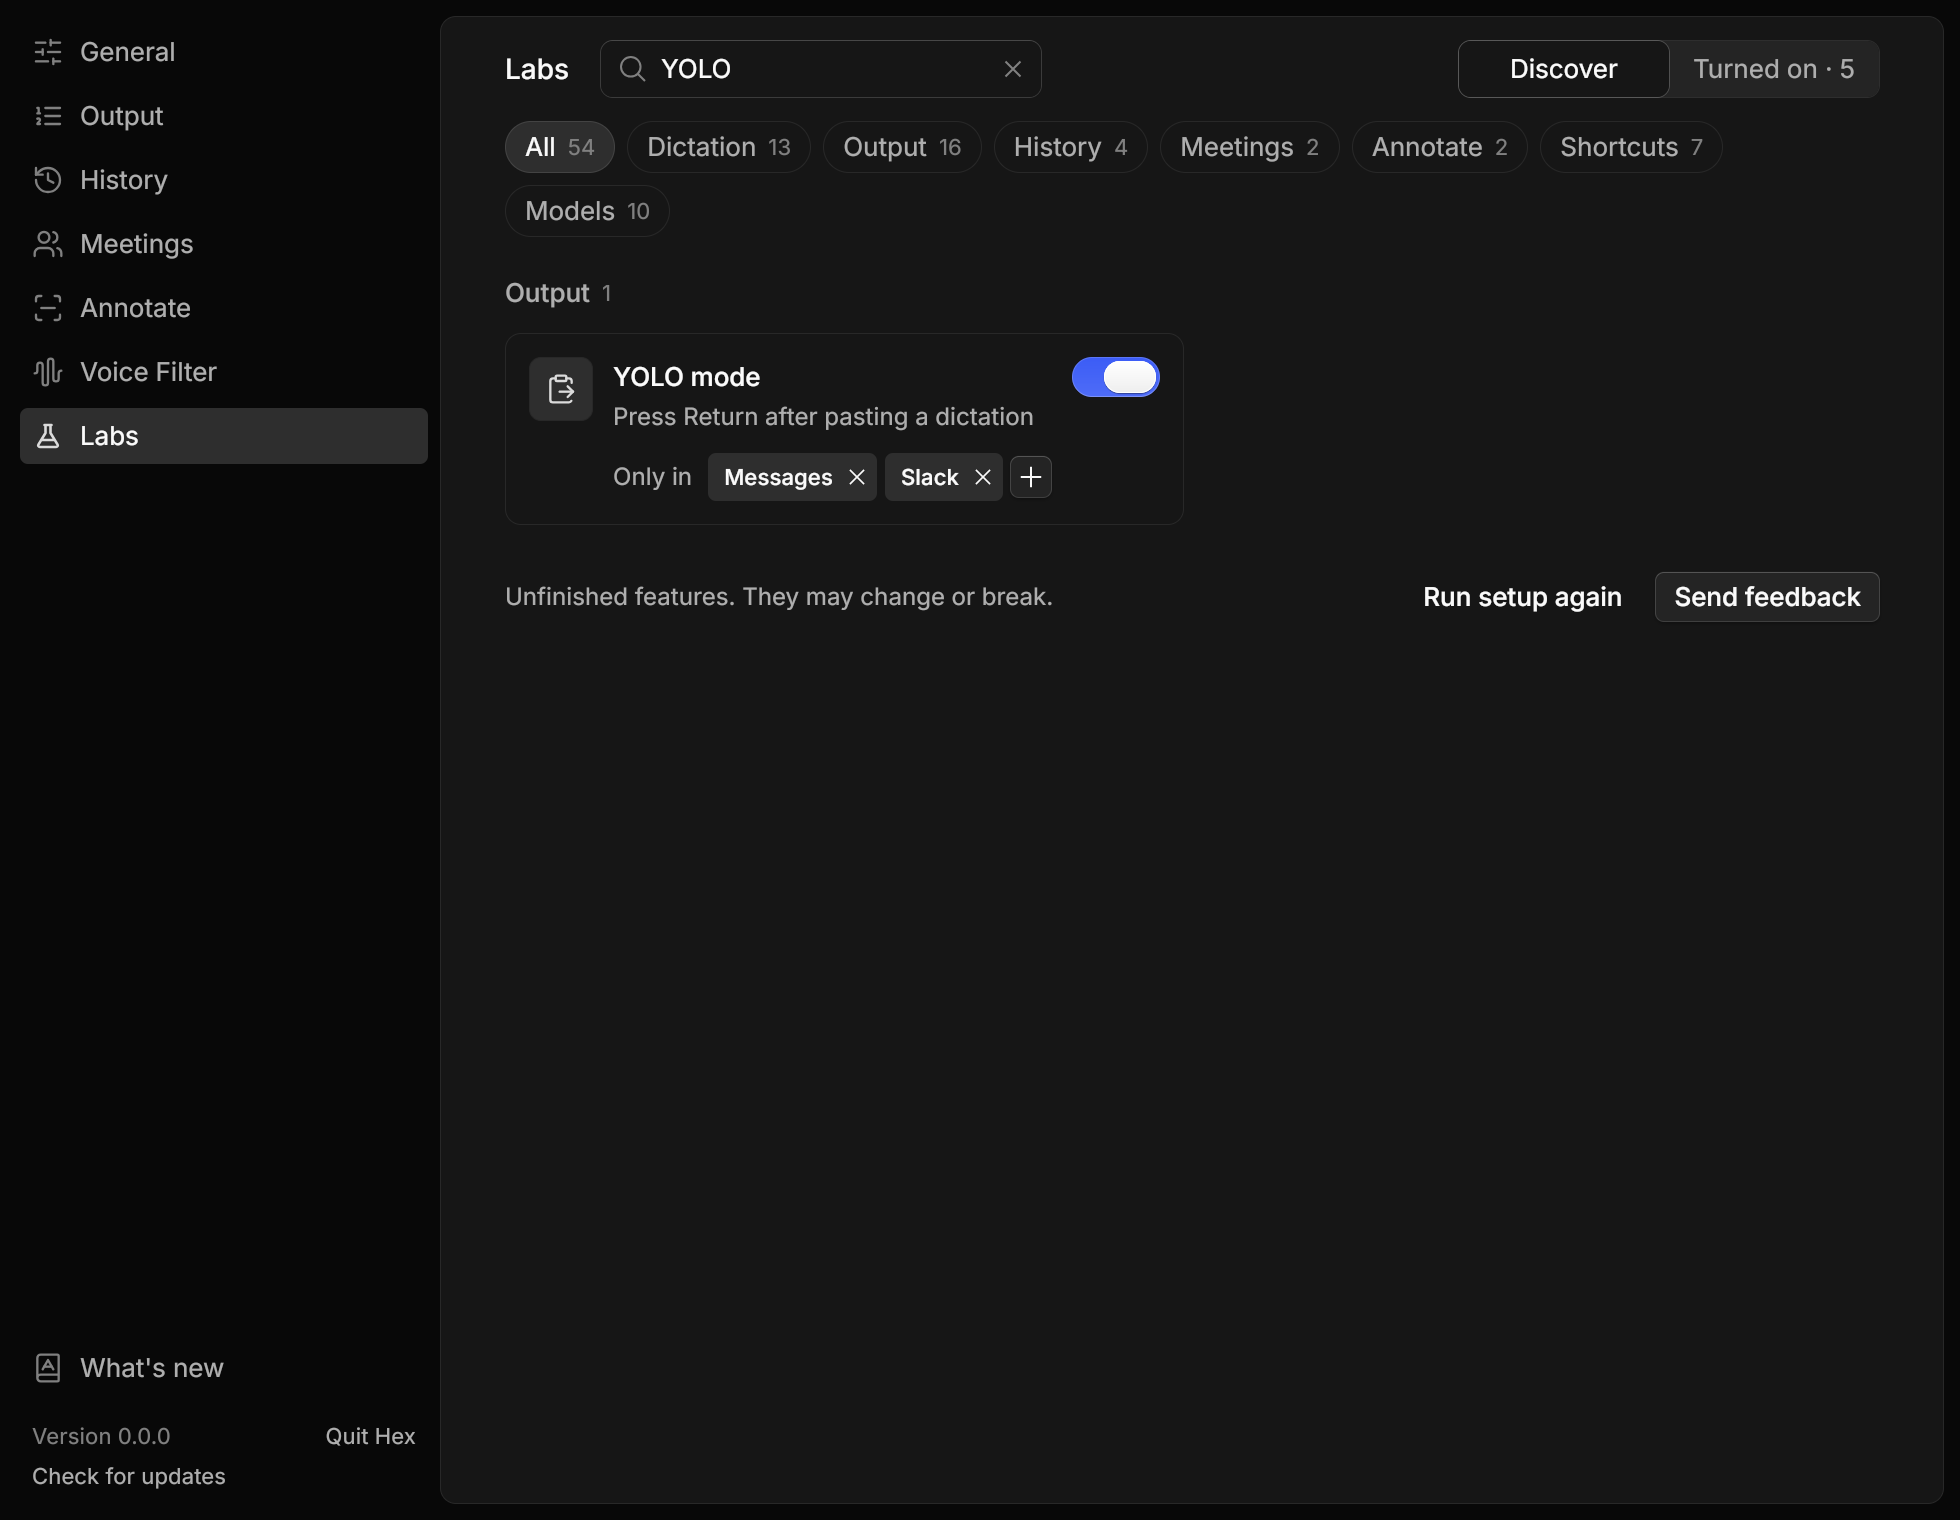 General
Output
History
Meetings
Annotate
Voice Filter
Labs
What's new
Version 0.0.0 Quit Hex
Check for updates
Labs YOLO Discover Turned on · 5
All 54 Dictation 13 Output 16 History 4 Meetings 2 Annotate 2 Shortcuts 7
Models 10
Output 1
YOLO mode
Press Return after pasting a dictation
Only in Messages Slack
Unfinished features. They may change or break. Run setup again Send feedback